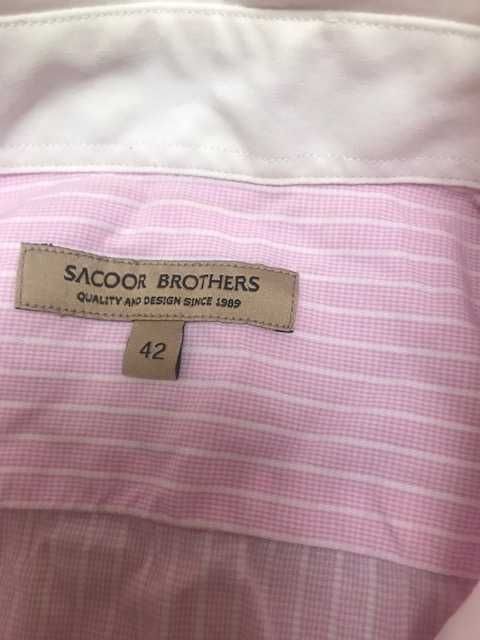 SACOOR BROTHERS
QUALITY AND DESIGN SINCE 1989
42